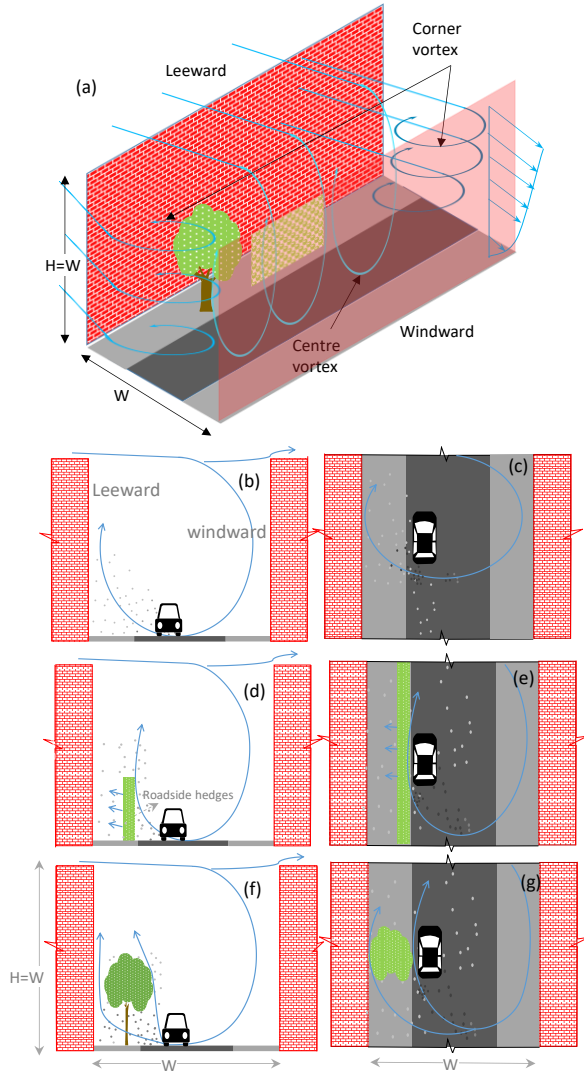 Corner
vortex
Leeward
(a)
H=W
Windward
Centre
vortex
W
(b)
(c)
Leeward
windward
(d)
(e)
Roadside hedges
(f)
(g)
H=W
W
W